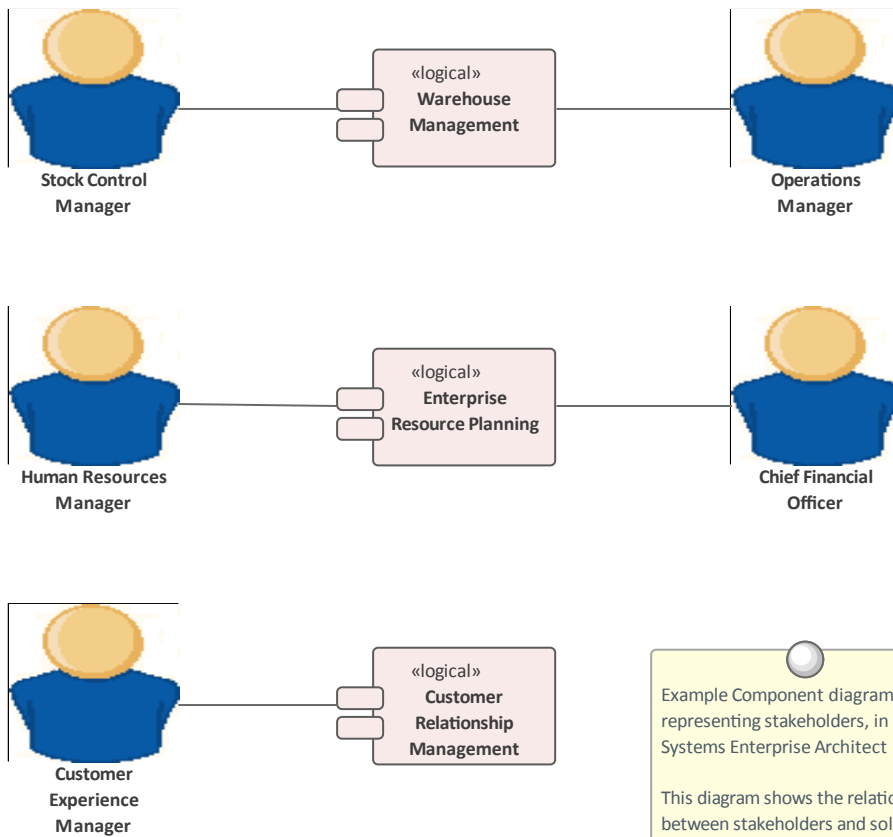 «logical»
Warehouse
Management
Stock Control
Manager
Operations
Manager
«logical»
Enterprise
Resource Planning
Human Resources
Manager
Chief Financial
Officer
«logical»
Customer
Relationship
Management
Customer
Experience
Manager
Example Component diagram
representing stakeholders, in
Systems Enterprise Architect
This diagram shows the
between stakeholders and